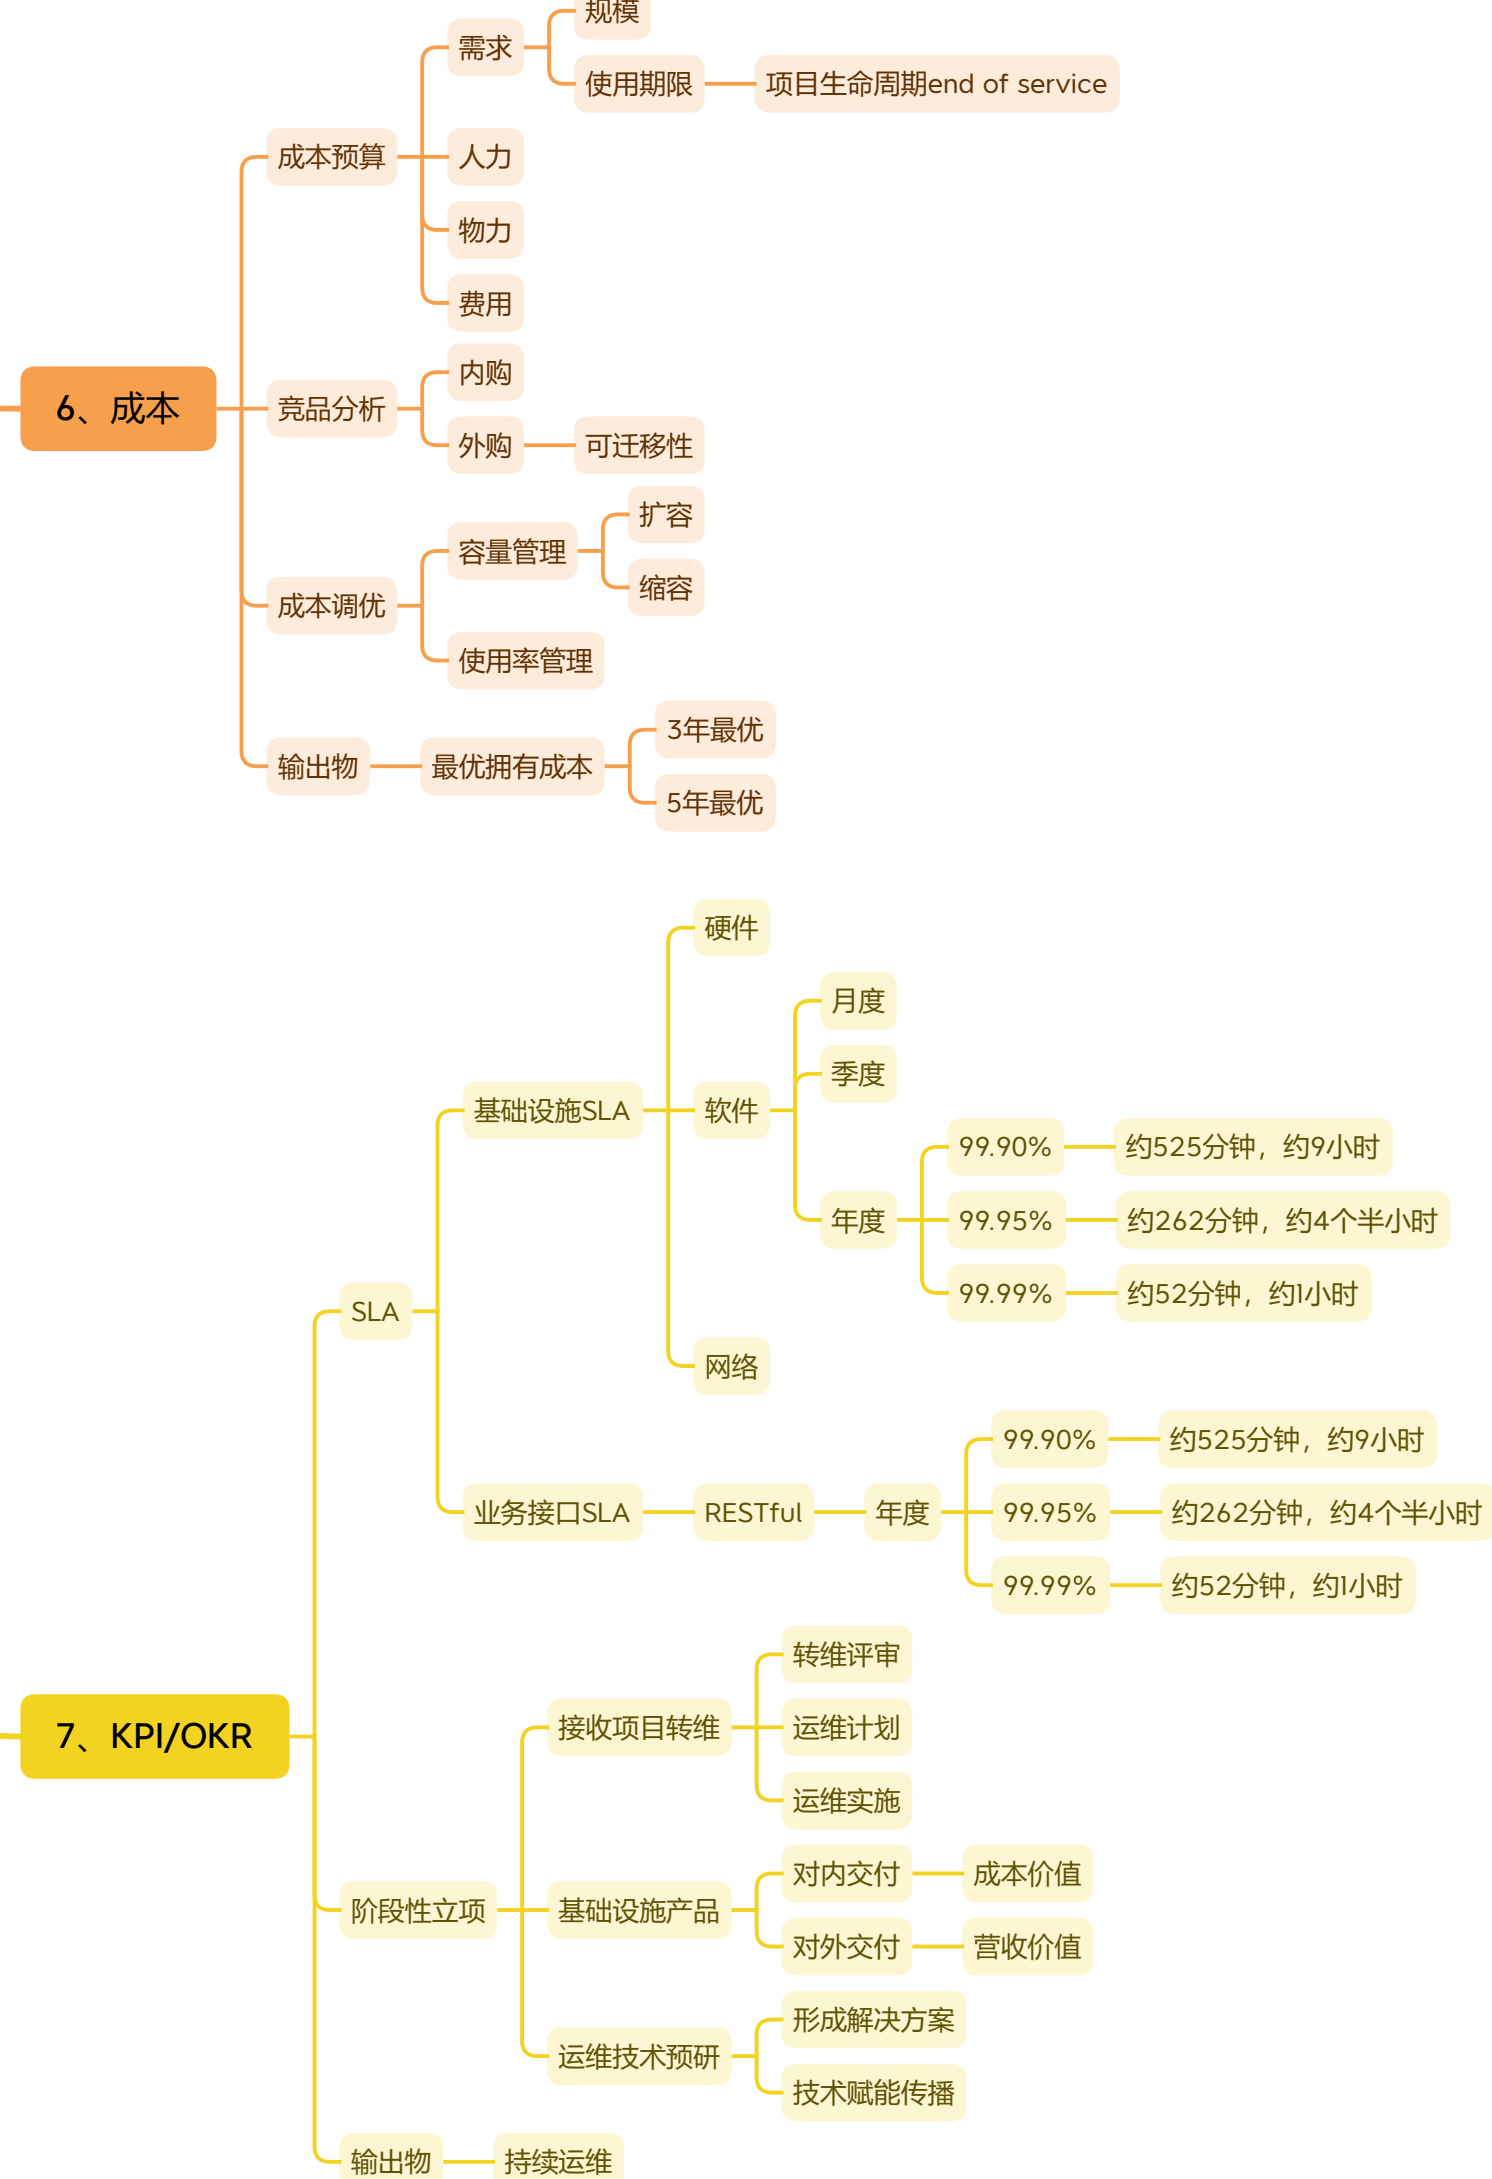 规模
需求
使用期限
项目生命周期end of service
成本预算
人力
物力
费用
内购
6、成本
竞品分析
外购
可迁移性
扩容
容量管理
缩容
成本调优
使用率管理
3年最优
输出物
最优拥有成本
5年最优
硬件
月度
季度
基础设施SLA
软件
99.90%
约525分钟，约9小时
年度
99.95%
约262分钟，约4个半小时
99.99%
约52分钟，约1小时
SLA
网络
99.90%
约525分钟，约9小时
业务接口SLA
RESTful
年度
99.95%
约262分钟，约4个半小时
99.99%
约52分钟，约1小时
转维评审
7、KPI/OKR
接收项目转维
运维计划
运维实施
对内交付
成本价值
阶段性立项
基础设施产品
对外交付
营收价值
形成解决方案
运维技术预研
技术赋能传播
输出物
持续运维